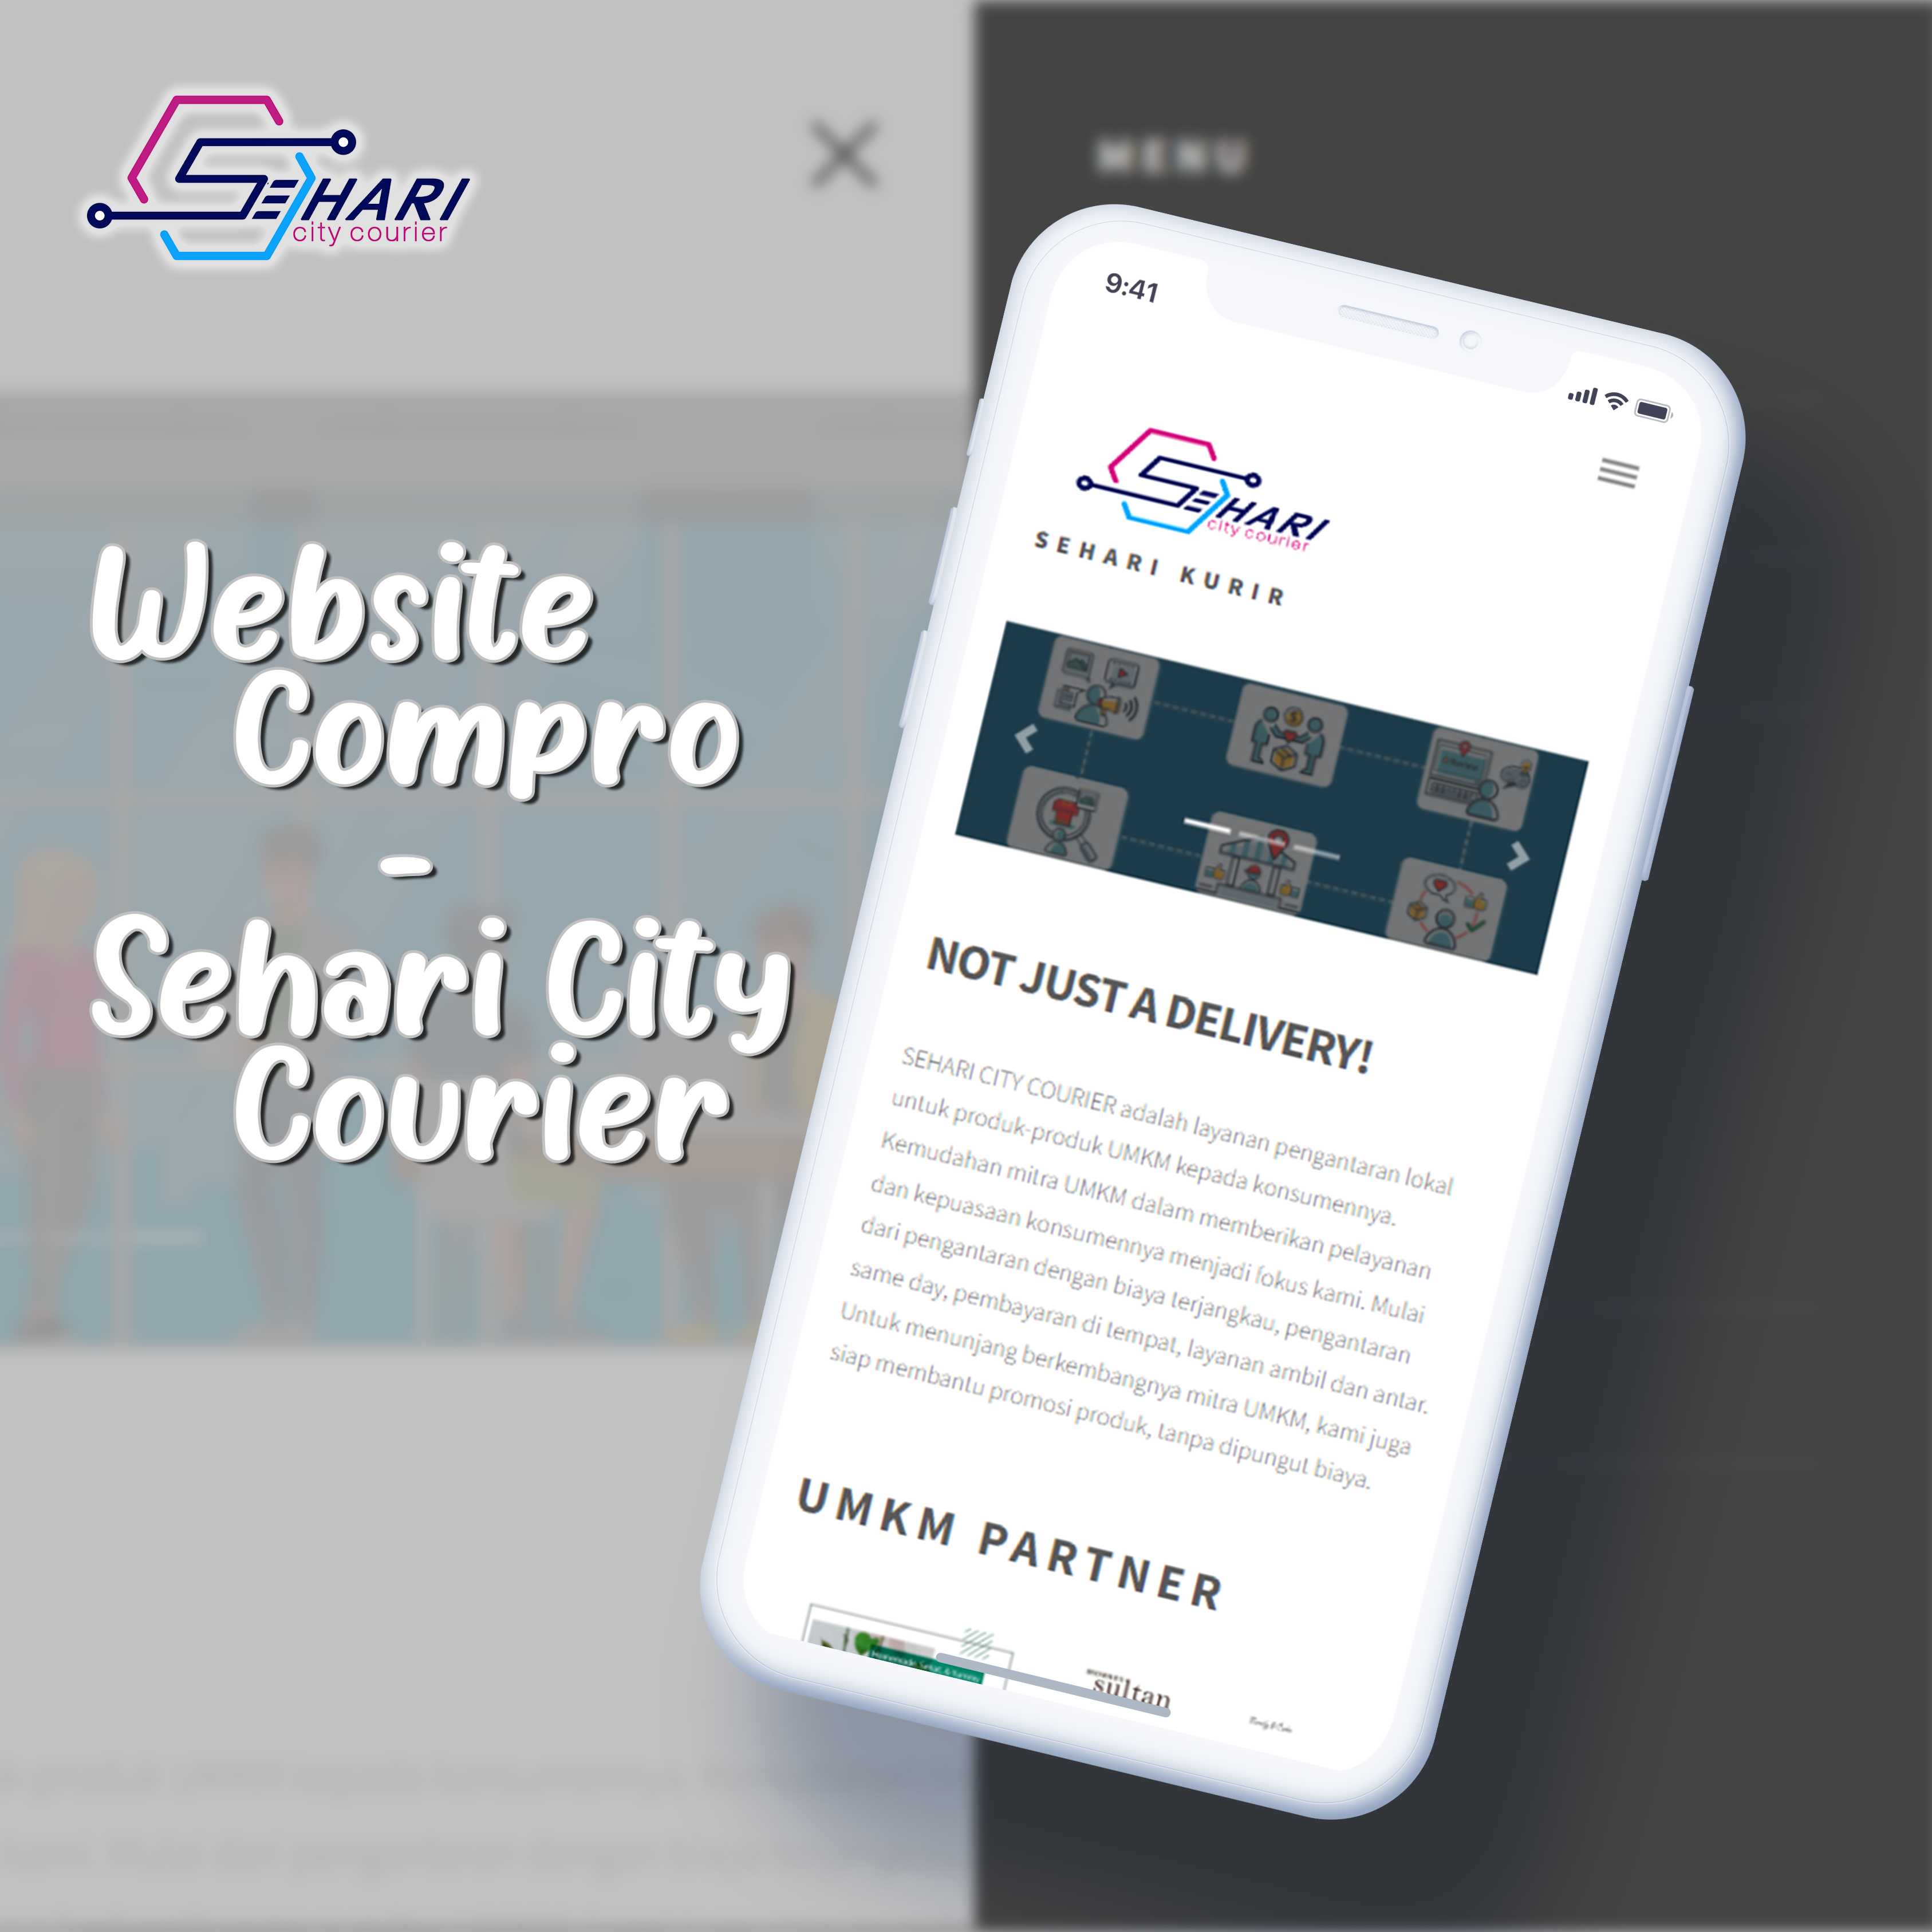 SEHARI
city courier
MENU
Website
Compro
-
Sehari City
Courier
9:41
SEHARI
city courier
SEHARI KURIR
NOT JUST A DELIVERY!
SEHARI CITY COURIER adalah layanan pengantaran lokal
untuk produk-produk UMKM kepada konsumennya.
Kemudahan mitra UMKM dalam memberikan pelayanan
dan kepuasaan konsumennya menjadi fokus kami. Mulai
dari pengantaran dengan biaya terjangkau, pengantaran
same day, pembayaran di tempat, layanan ambil dan antar.
Untuk menunjang berkembangnya mitra UMKM, kami juga
siap membantu promosi produk, tanpa dipungut biaya.
UMKM PARTNER
sultan